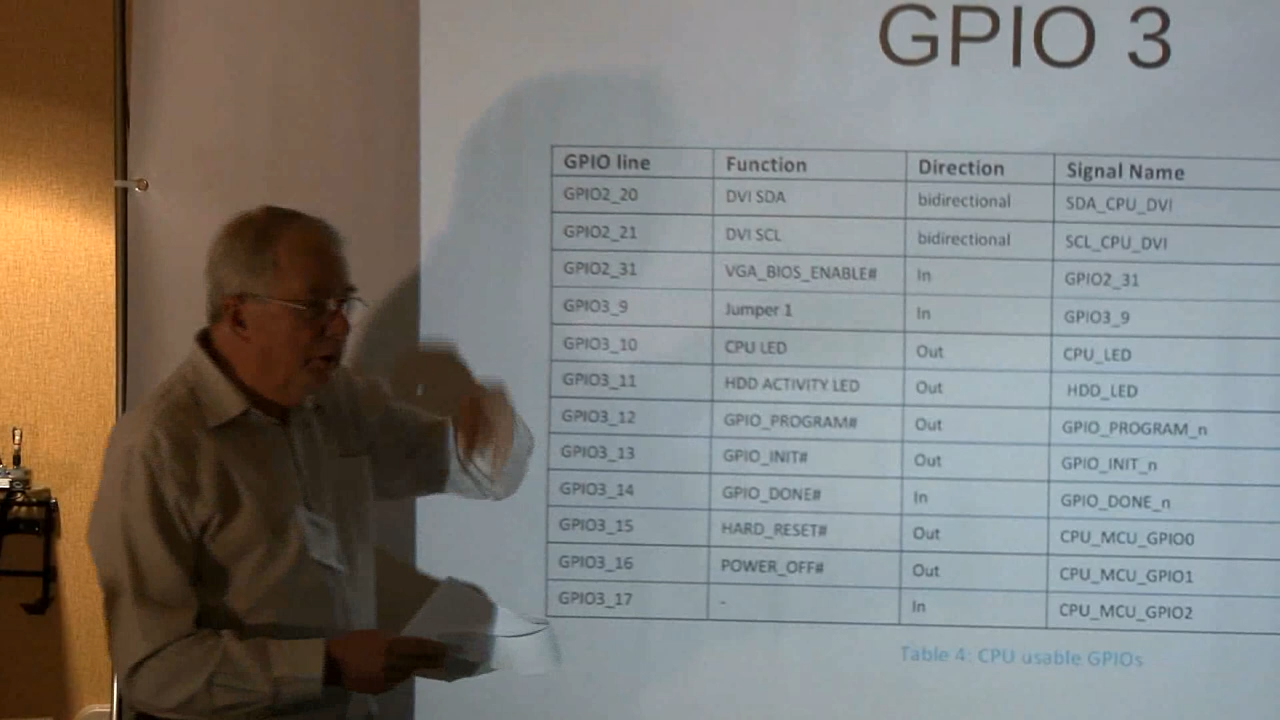 GPIO 3
GPIO line Function Direction Signal Name
GPIO2_20 DVI SDA bidirectional SDA_CPU_DVI
GPIO2_21 DVI SCL bidirectional SCL_CPU_DVI
GPIO2_31 VGA_BIOS_ENABLE# In GPIO2_31
GPIO3_9 Jumper 1 In GPIO3_9
GPIO3_10 CPU LED Out CPU_LED
GPIO3_11 HDD ACTIVITY LED Out HDD_LED
GPIO3_12 GPIO_PROGRAM# Out GPIO_PROGRAM_n
GPIO3_13 GPIO_INIT# Out GPIO_INIT_n
GPIO3_14 GPIO_DONE# In GPIO_DONE_n
GPIO3_15 HARD_RESET# Out CPU_MCU_GPIO0
GPIO3_16 POWER_OFF# Out CPU_MCU_GPIO1
GPIO3_17 - In CPU_MCU_GPIO2
Table 4: CPU usable GPIOs